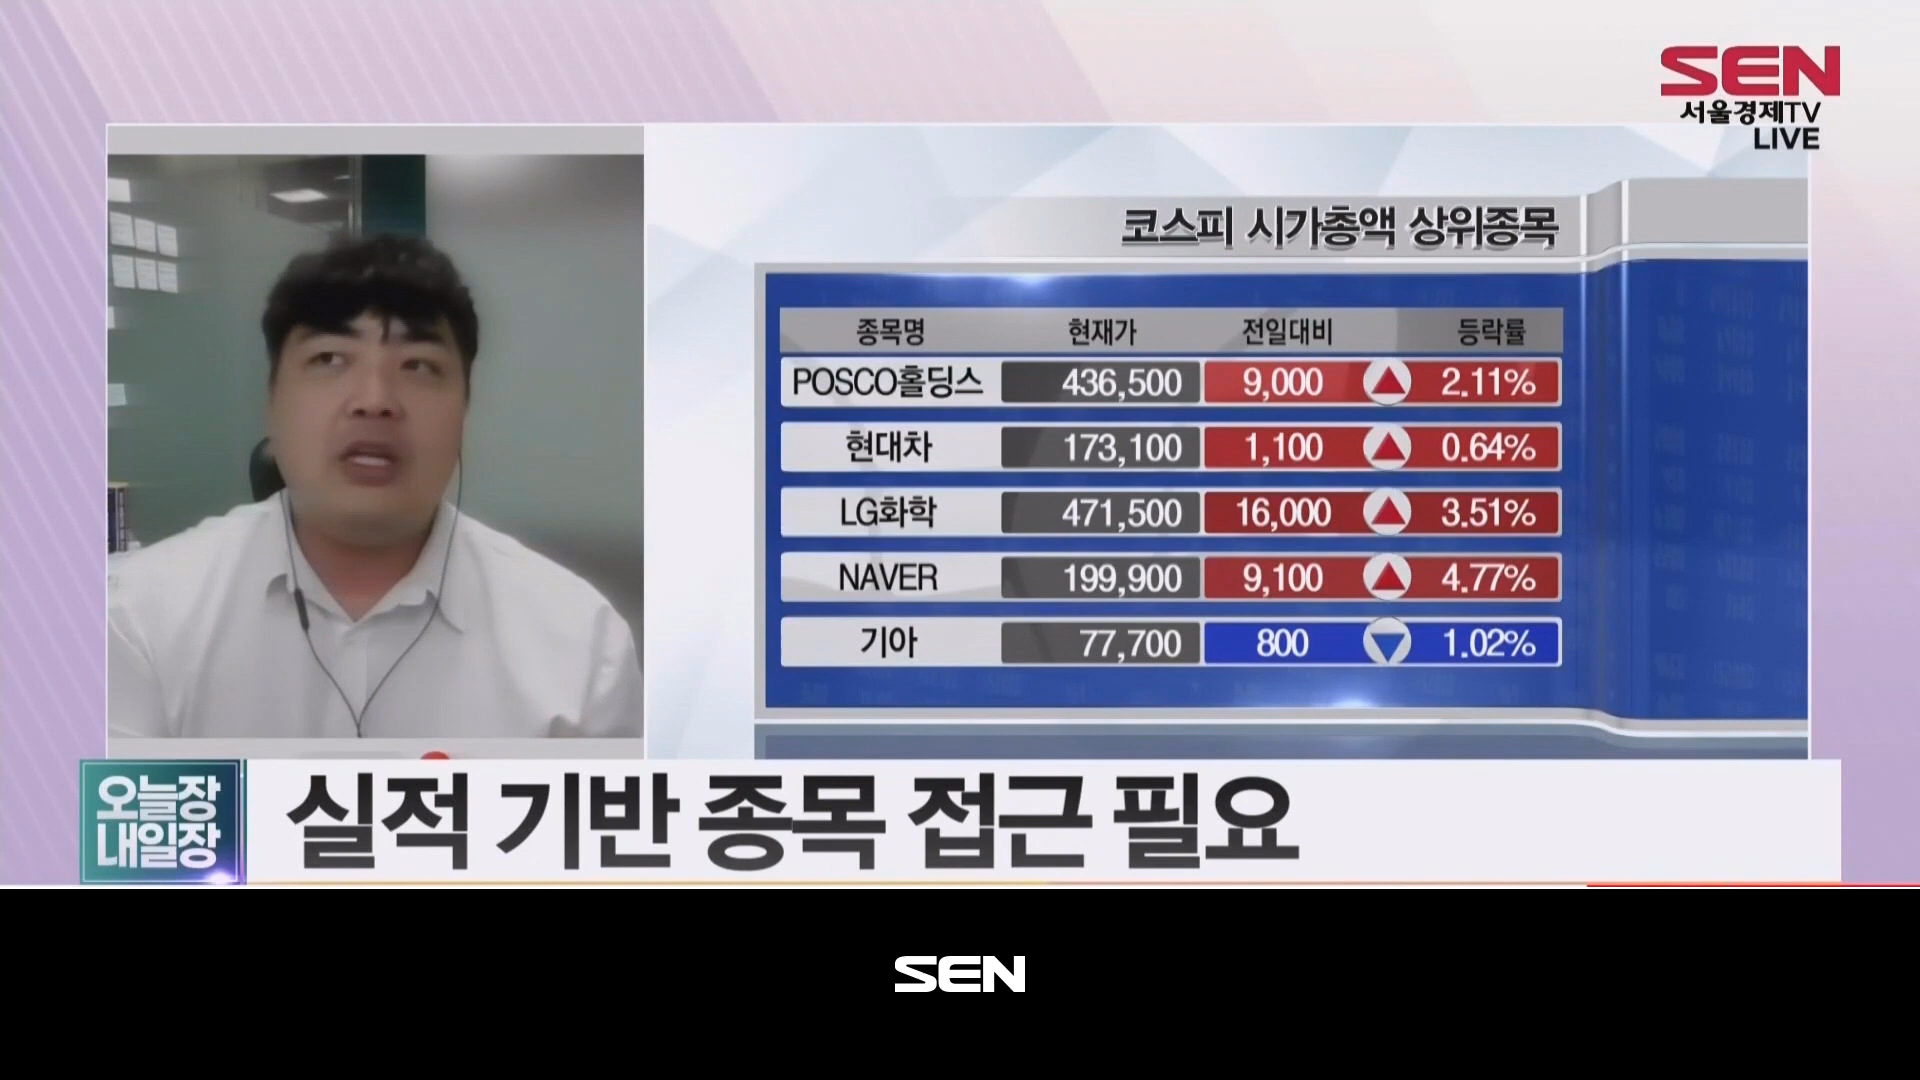 SEN
서울경제TV
LIVE
코스피 시가총액 상위종목
종목명 현재가 전일대비 등락률
POSCO홀딩스 436,500 9,000 ▲ 2.11%
현대차 173,100 1,100 ▲ 0.64%
LG화학 471,500 16,000 ▲ 3.51%
NAVER 199,900 9,100 ▲ 4.77%
기아 77,700 800 ▼ 1.02%
오늘장
내일장
실적 기반 종목 접근 필요
SEN